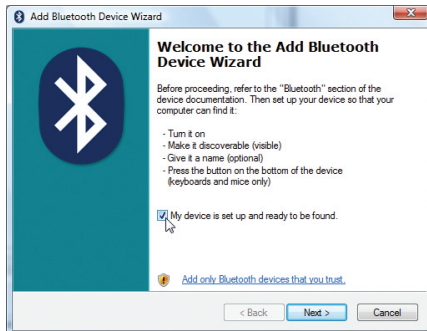 Add Bluetooth Device Wizard
Welcome to the Add Bluetooth
Device Wizard
Before proceeding, refer to the "Bluetooth" section of the
device documentation. Then set up your device so that your
computer can find it:
- Turn it on
- Make it discoverable (visible)
- Give it a name (optional)
- Press the button on the bottom of the device
(keyboards and mice only)
My device is set up and ready to be found.
Add only Bluetooth devices that you trust.
< Back Next > Cancel